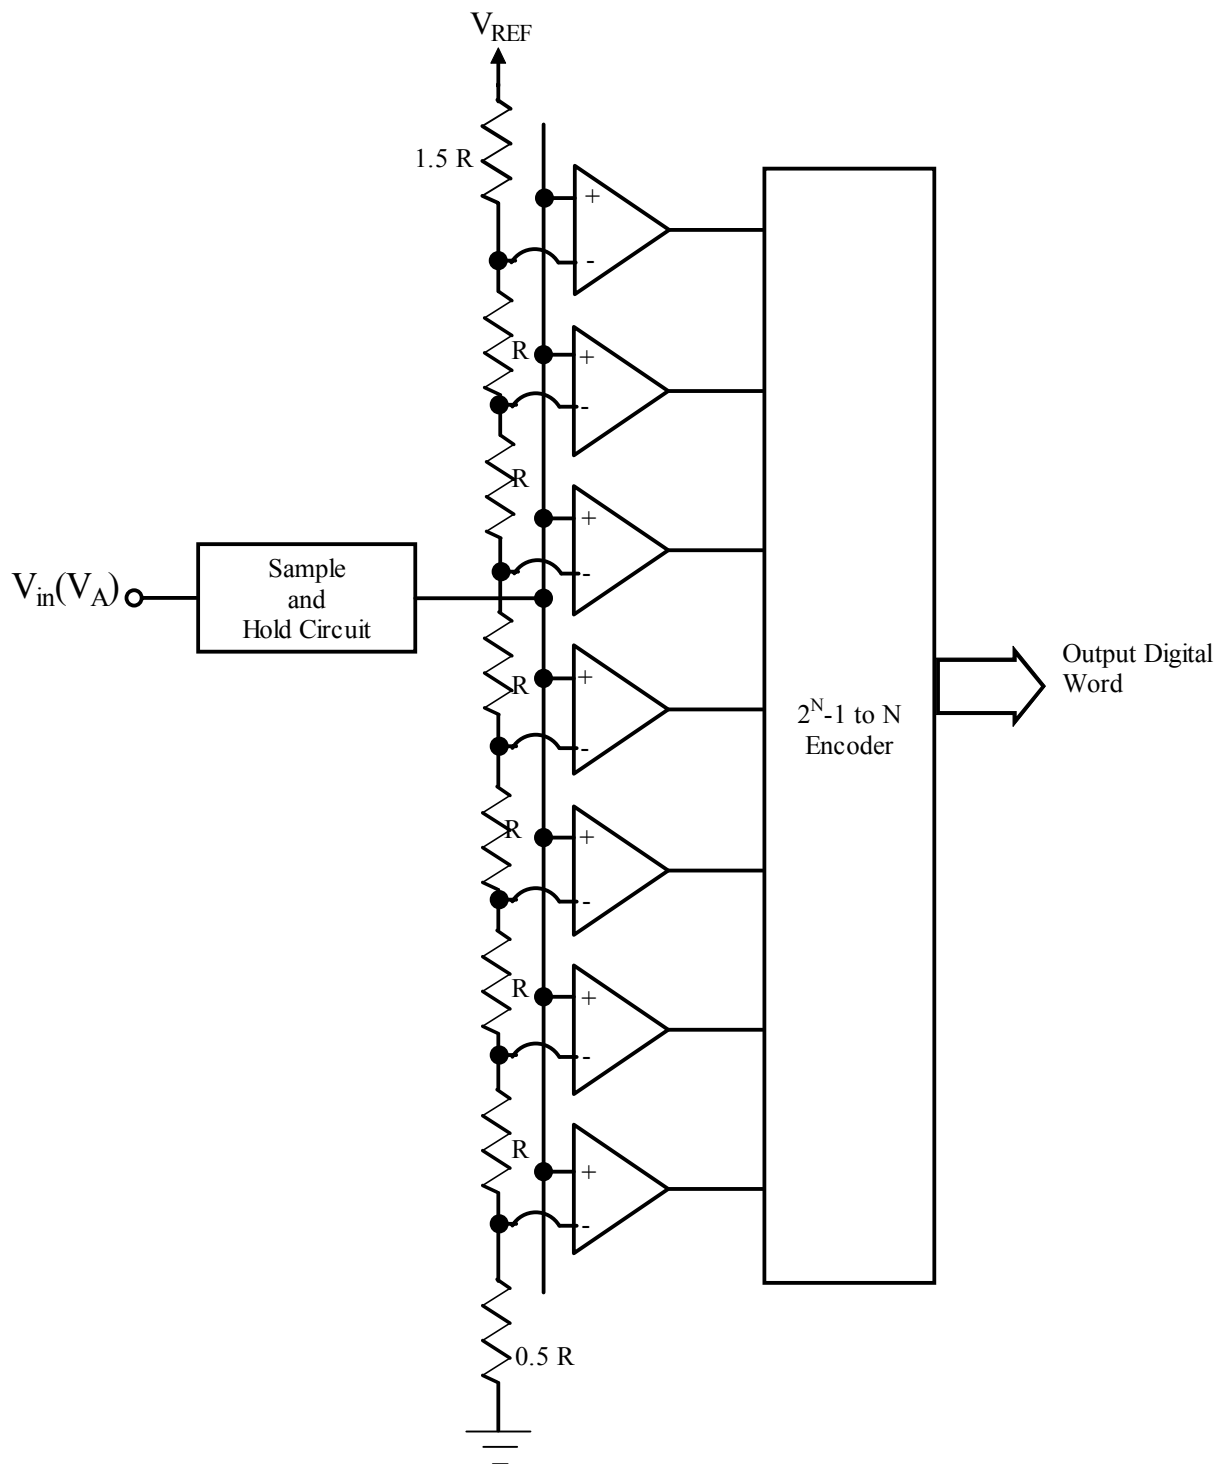 V_REF
1.5 R
+
-
R
+
-
R
+
-
Sample
and
Hold Circuit
V_in(V_A)
R
+
-
2^N-1 to N
Encoder
Output Digital
Word
R
+
-
R
+
-
R
+
-
0.5 R